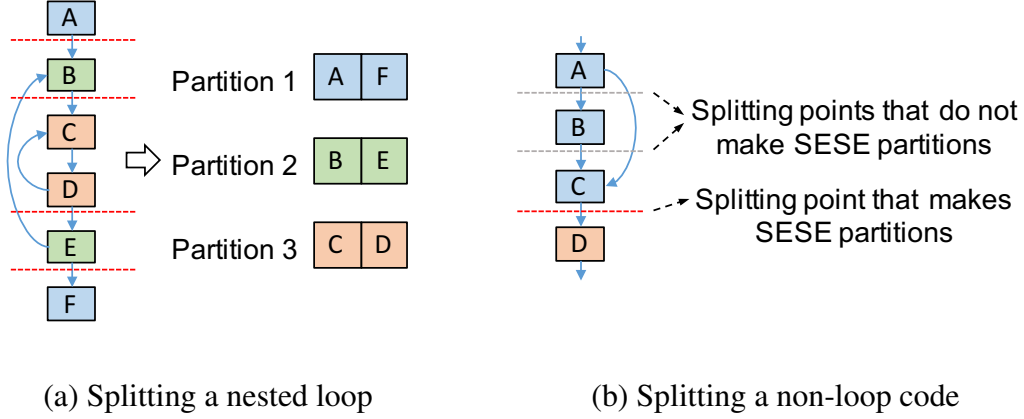 A
B
C
D
E
F
Partition 1
A F
Partition 2
B E
Partition 3
C D
(a) Splitting a nested loop
A
B
C
D
Splitting points that do not
make SESE partitions
Splitting point that makes
SESE partitions
(b) Splitting a non-loop code